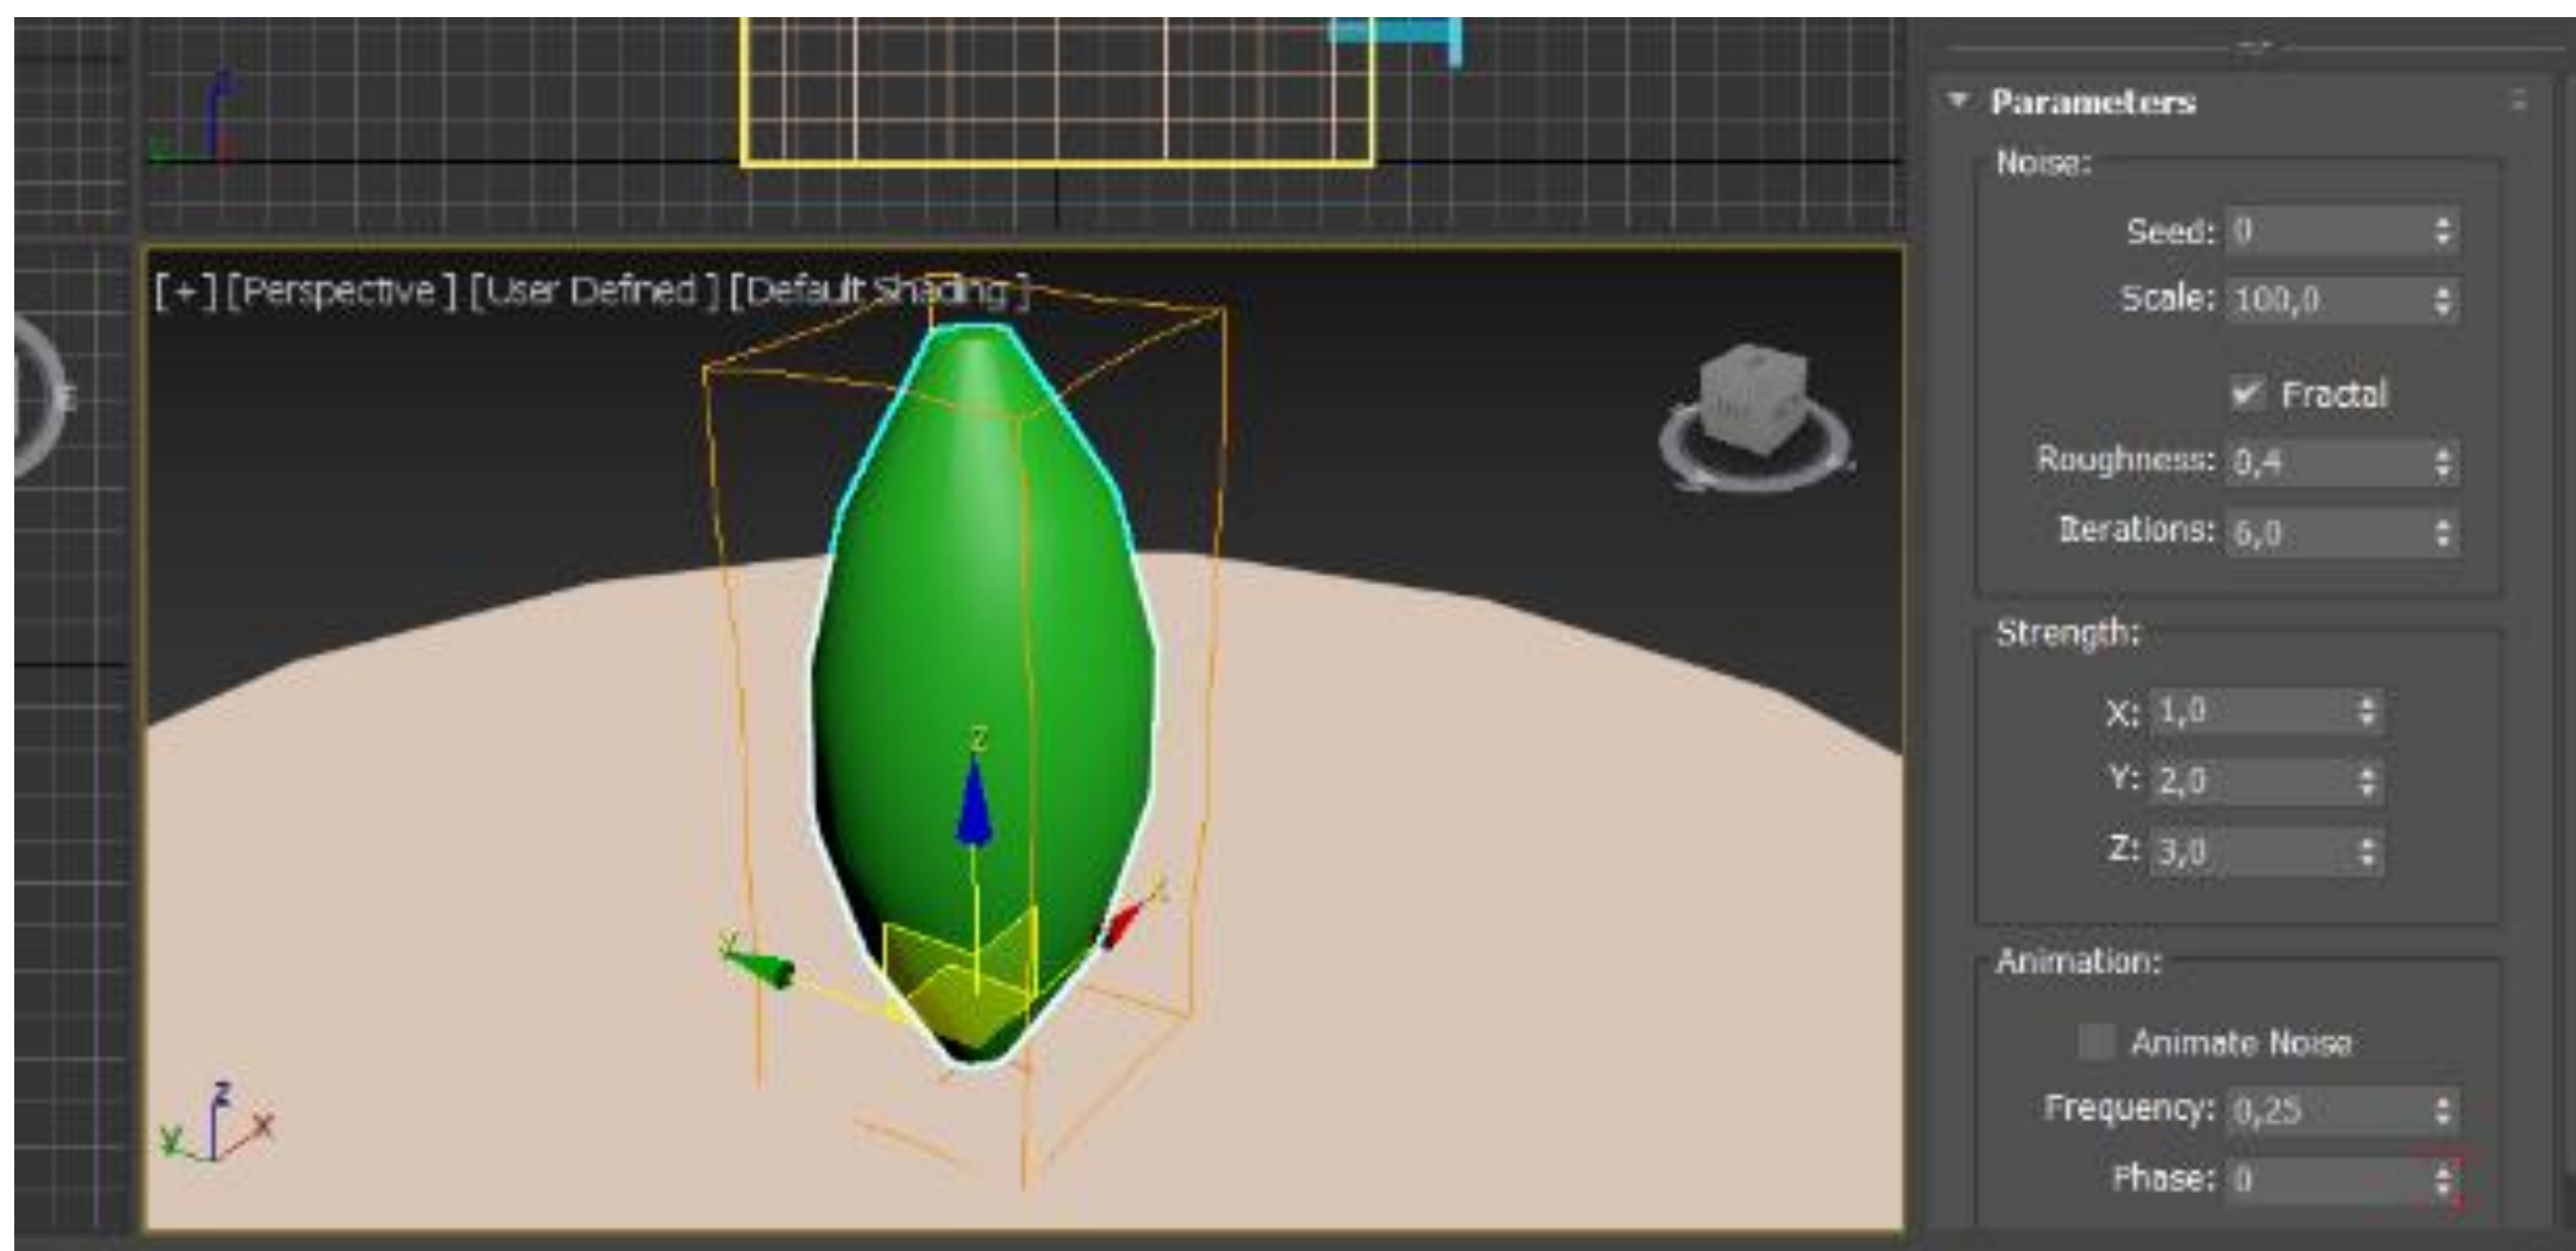 [+] [Perspective ] [User Defined ] [Default Shading ]
Z
Y
Z
Y
X
Parameters
Noise:
Seed: 0
Scale: 100,0
Fractal
Roughness: 0,4
Iterations: 6,0
Strength:
X: 1,0
Y: 2,0
Z: 3,0
Animation:
Animate Noise
Frequency: 0,25
Phase: 0